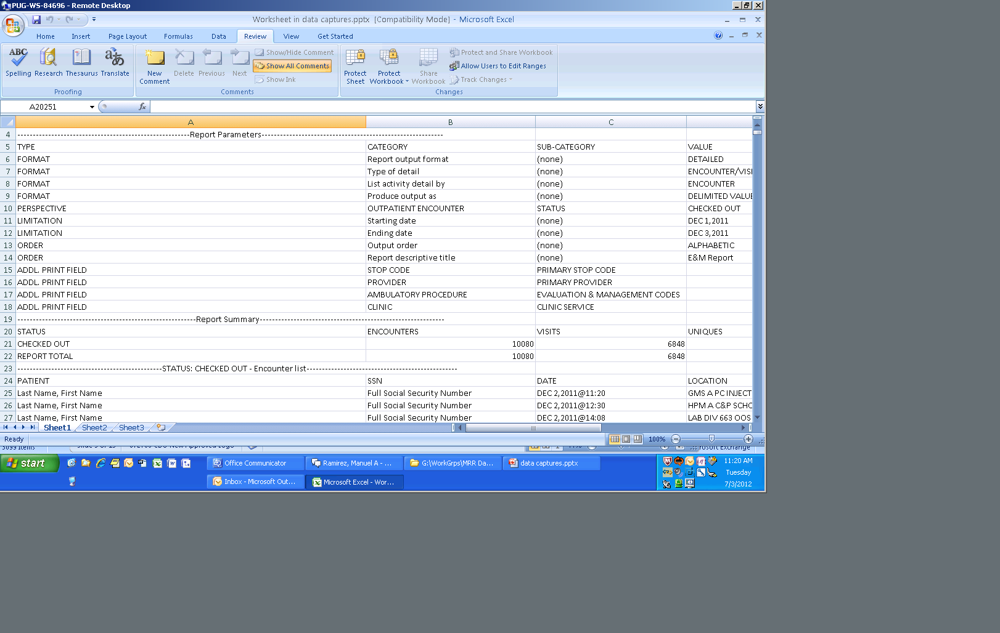 PUG-WS-84696 - Remote Desktop
Worksheet in data captures.pptx [Compatibility Mode] - Microsoft Excel
Home Insert Page Layout Formulas Data Review View Get Started
Spelling Research Thesaurus Translate
Proofing
New Comment Delete Previous Next
Show/Hide Comment
Show All Comments
Show Ink
Comments
Protect Sheet Protect Workbook Share Workbook
Protect and Share Workbook
Allow Users to Edit Ranges
Track Changes
Changes
A20251 fx
A B C
4 --------------------------------------------------------Report Parameters-----------------------------------------------------------
5 TYPE CATEGORY SUB-CATEGORY VALUE
6 FORMAT Report output format (none) DETAILED
7 FORMAT Type of detail (none) ENCOUNTER/VISI
8 FORMAT List activity detail by (none) ENCOUNTER
9 FORMAT Produce output as (none) DELIMITED VALUE
10 PERSPECTIVE OUTPATIENT ENCOUNTER STATUS CHECKED OUT
11 LIMITATION Starting date (none) DEC 1,2011
12 LIMITATION Ending date (none) DEC 3,2011
13 ORDER Output order (none) ALPHABETIC
14 ORDER Report descriptive title (none) E&M Report
15 ADDL. PRINT FIELD STOP CODE PRIMARY STOP CODE
16 ADDL. PRINT FIELD PROVIDER PRIMARY PROVIDER
17 ADDL. PRINT FIELD AMBULATORY PROCEDURE EVALUATION & MANAGEMENT CODES
18 ADDL. PRINT FIELD CLINIC CLINIC SERVICE
19 ----------------------------------------------------------Report Summary------------------------------------------------------------
20 STATUS ENCOUNTERS VISITS UNIQUES
21 CHECKED OUT 10080 6848
22 REPORT TOTAL 10080 6848
23 -----------------------------------------------STATUS: CHECKED OUT - Encounter list-------------------------------------------------
24 PATIENT SSN DATE LOCATION
25 Last Name, First Name Full Social Security Number DEC 2,2011@11:20 GMS A PC INJECT
26 Last Name, First Name Full Social Security Number DEC 2,2011@12:30 HPM A C&P SCHO
27 Last Name, First Name Full Social Security Number DEC 2,2011@14:08 LAB DIV 663 OOS
Sheet1 Sheet2 Sheet3
Ready 100%
start Office Communicator Ramirez, Manuel A - ... G:\WorkGrps\MRR Da... data captures.pptx 11:20 AM
Tuesday
Inbox - Microsoft Out... Microsoft Excel - Wor... 7/3/2012